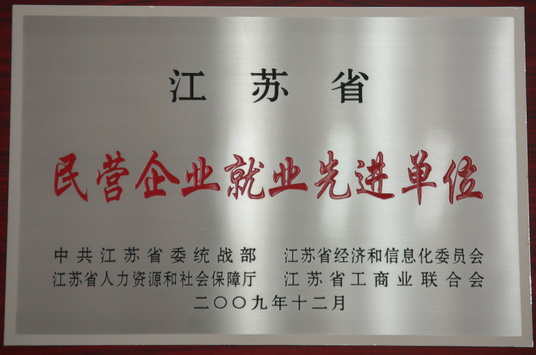 江苏省
民营企业就业先进单位
中共江苏省委统战部 江苏省经济和信息化委员会
江苏省人力资源和社会保障厅 江苏省工商业联合会
二〇〇九年十二月